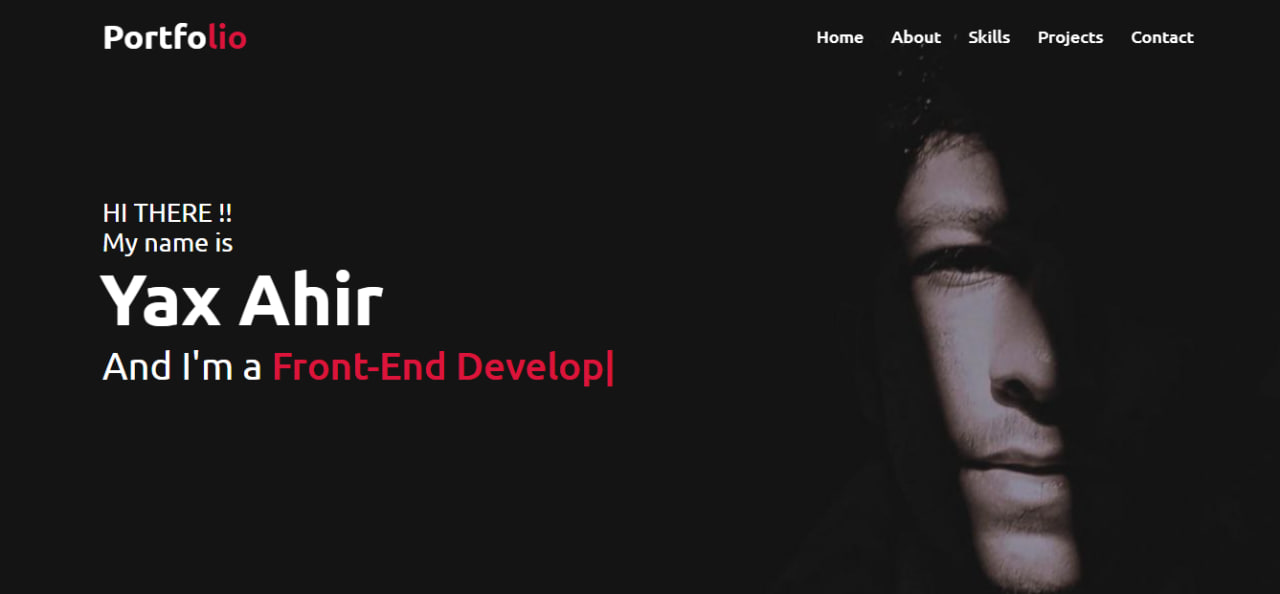 Portfolio
Home About Skills Projects Contact
HI THERE !!
My name is
Yax Ahir
And I'm a Front-End Develop|